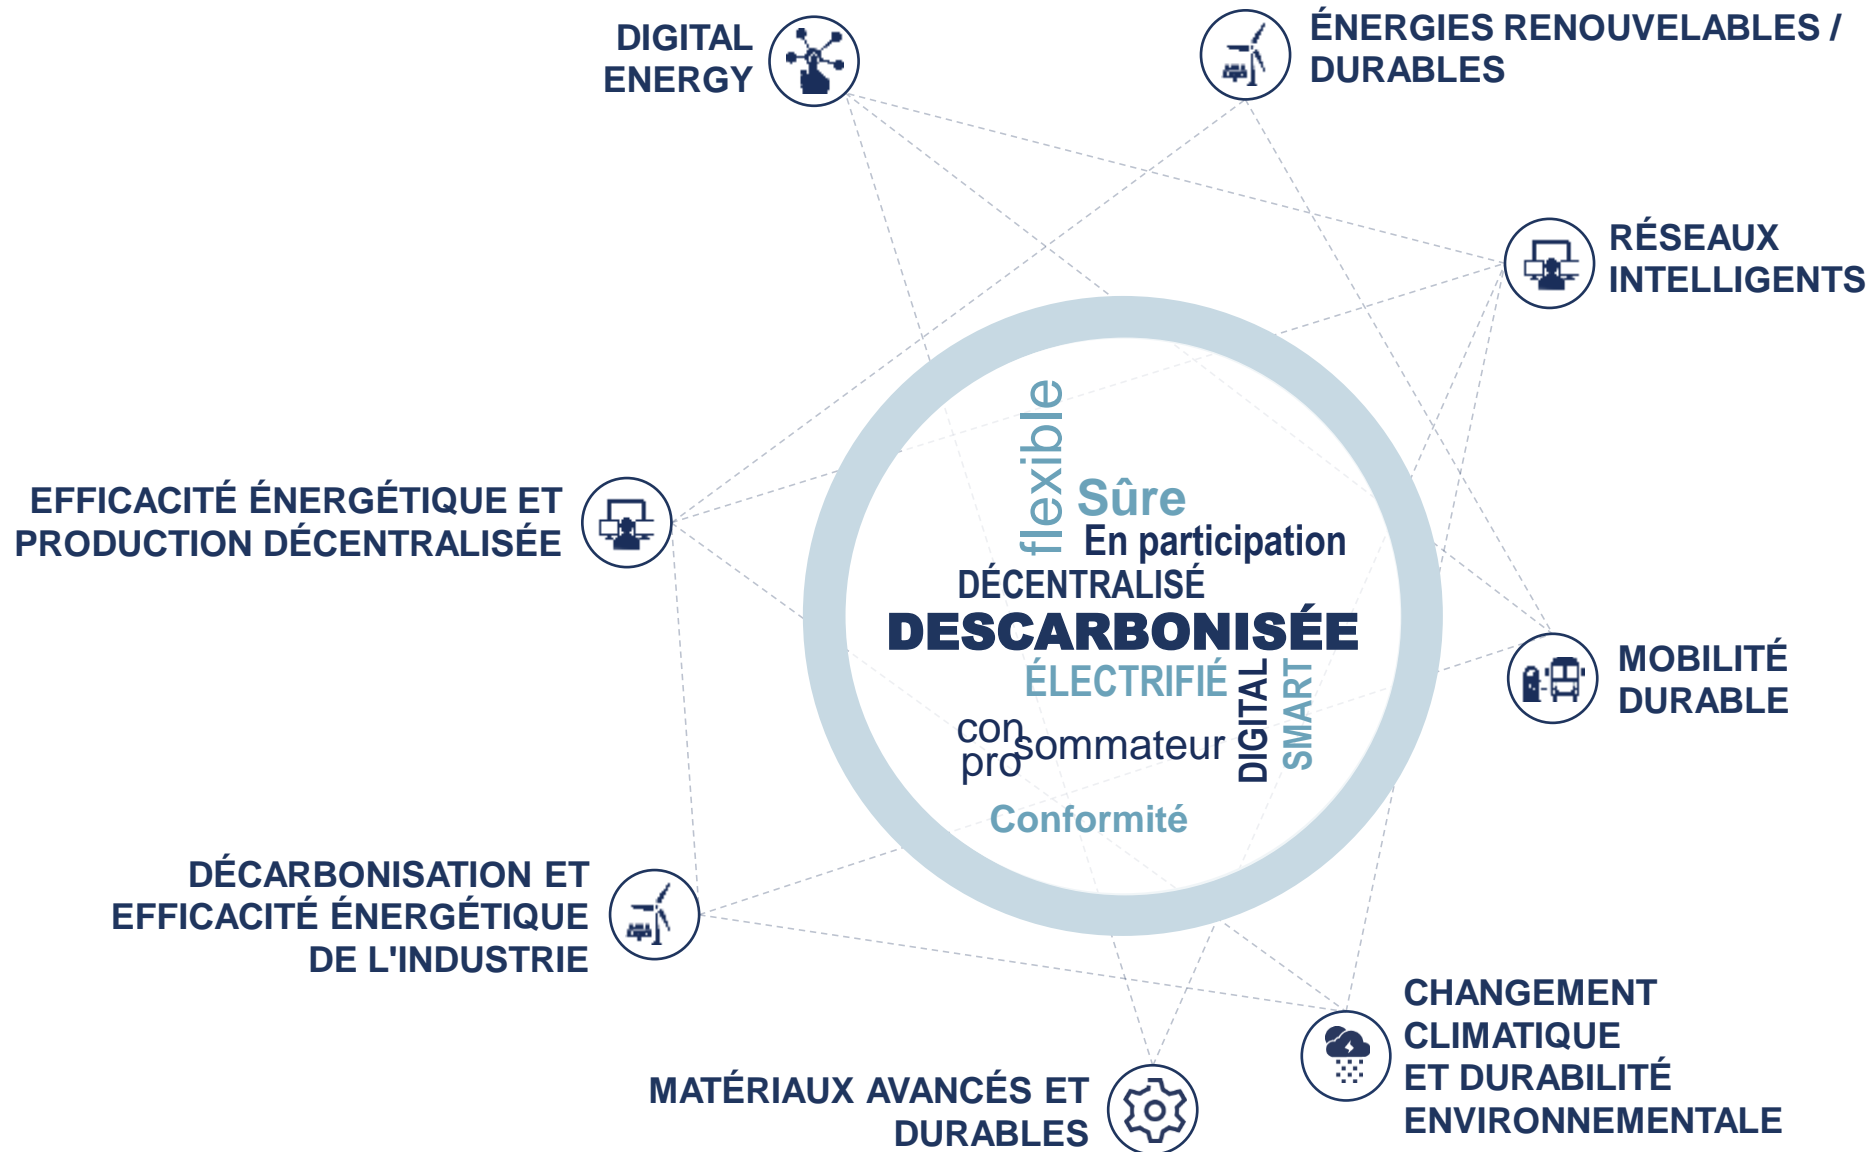 DIGITAL
ENERGY
ÉNERGIES RENOUVELABLES /
DURABLES
RÉSEAUX
INTELLIGENTS
EFFICACITÉ ÉNERGÉTIQUE ET
PRODUCTION DÉCENTRALISÉE
flexible
Sûre
En participation
DÉCENTRALISÉ
DESCARBONISÉE
ÉLECTRIFIÉ
DIGITAL
SMART
con
pro
sommateur
Conformité
MOBILITÉ
DURABLE
DÉCARBONISATION ET
EFFICACITÉ ÉNERGÉTIQUE
DE L'INDUSTRIE
MATÉRIAUX AVANCÉS ET
DURABLES
CHANGEMENT
CLIMATIQUE
ET DURABILITÉ
ENVIRONNEMENTALE